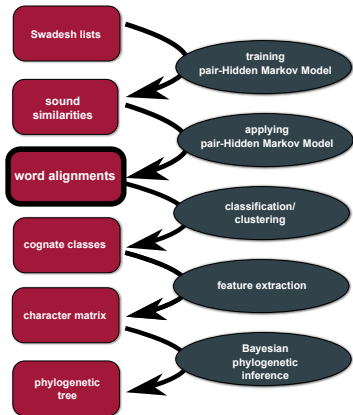 Swadesh lists
training
pair-Hidden Markov Model
sound
similarities
applying
pair-Hidden Markov Model
word alignments
classification/
clustering
cognate classes
feature extraction
character matrix
Bayesian
phylogenetic
inference
phylogenetic
tree